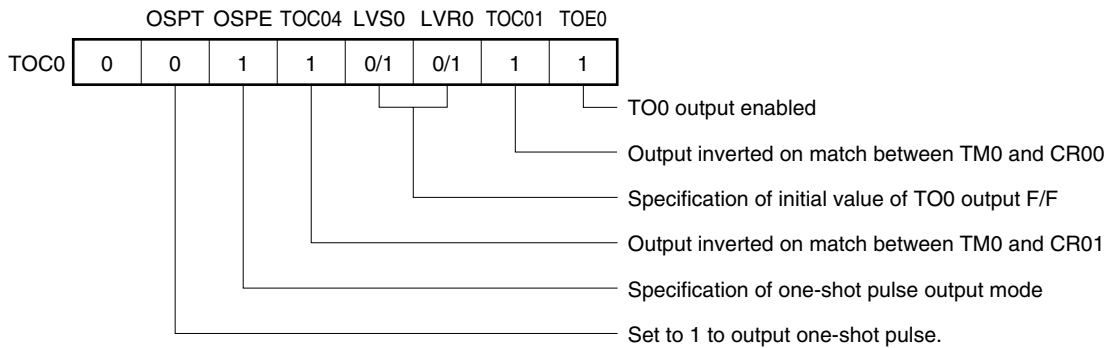 OSPT OSPE TOC04 LVS0 LVR0 TOC01 TOE0
TOC0 0 0 1 1 0/1 0/1 1 1
TO0 output enabled
Output inverted on match between TM0 and CR00
Specification of initial value of TO0 output F/F
Output inverted on match between TM0 and CR01
Specification of one-shot pulse output mode
Set to 1 to output one-shot pulse.